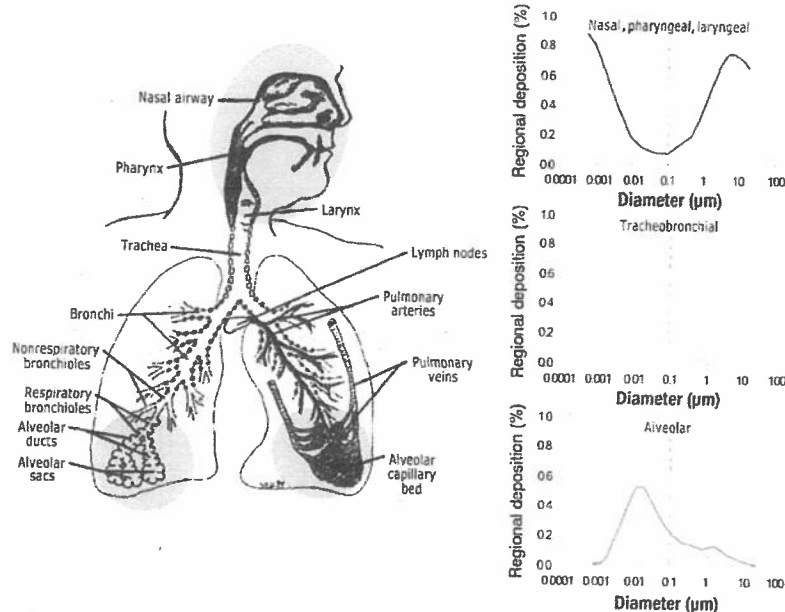 Nasal airway
Pharynx
Larynx
Trachea
Lymph nodes
Bronchi
Pulmonary
arteries
Nonrespiratory
bronchioles
Pulmonary
veins
Respiratory
bronchioles
Alveolar
ducts
Alveolar
sacs
Alveolar
capillary
bed
Regional deposition (%)
Nasal, pharyngeal, laryngeal
1.0
0.8
0.6
0.4
0.2
0.0
0.0001 0.001 0.01 0.1 1 10 100
Diameter (µm)
Regional deposition (%)
Tracheobronchial
1.0
0.8
0.6
0.4
0.2
0.0
0.0001 0.001 0.01 0.1 1 10 100
Diameter (µm)
Regional deposition (%)
Alveolar
1.0
0.8
0.6
0.4
0.2
0.0
0.0001 0.001 0.01 0.1 1 10 100
Diameter (µm)